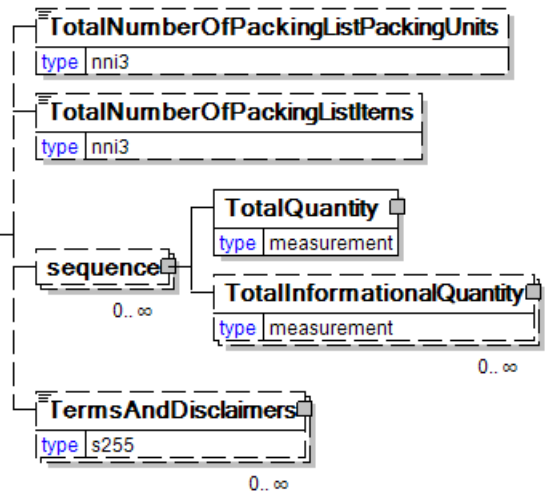 TotalNumberOfPackingListPackingUnits
type nni3
TotalNumberOfPackingListItems
type nni3
TotalQuantity
type measurement
sequence
0.. ∞
TotalInformationalQuantity
type measurement
0.. ∞
TermsAndDisclaimers
type s255
0.. ∞